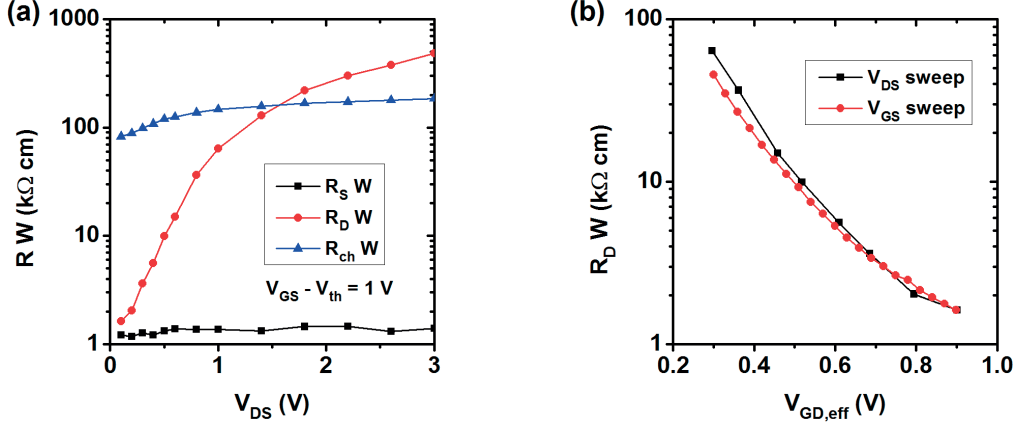 (a)
1000
100
10
1
R W (kΩ cm)
R_S W
R_D W
R_ch W
V_GS - V_th = 1 V
0 1 2 3
V_DS (V)
(b)
100
10
1
R_D W (kΩ cm)
V_DS sweep
V_GS sweep
0.2 0.4 0.6 0.8 1.0
V_GD,eff (V)